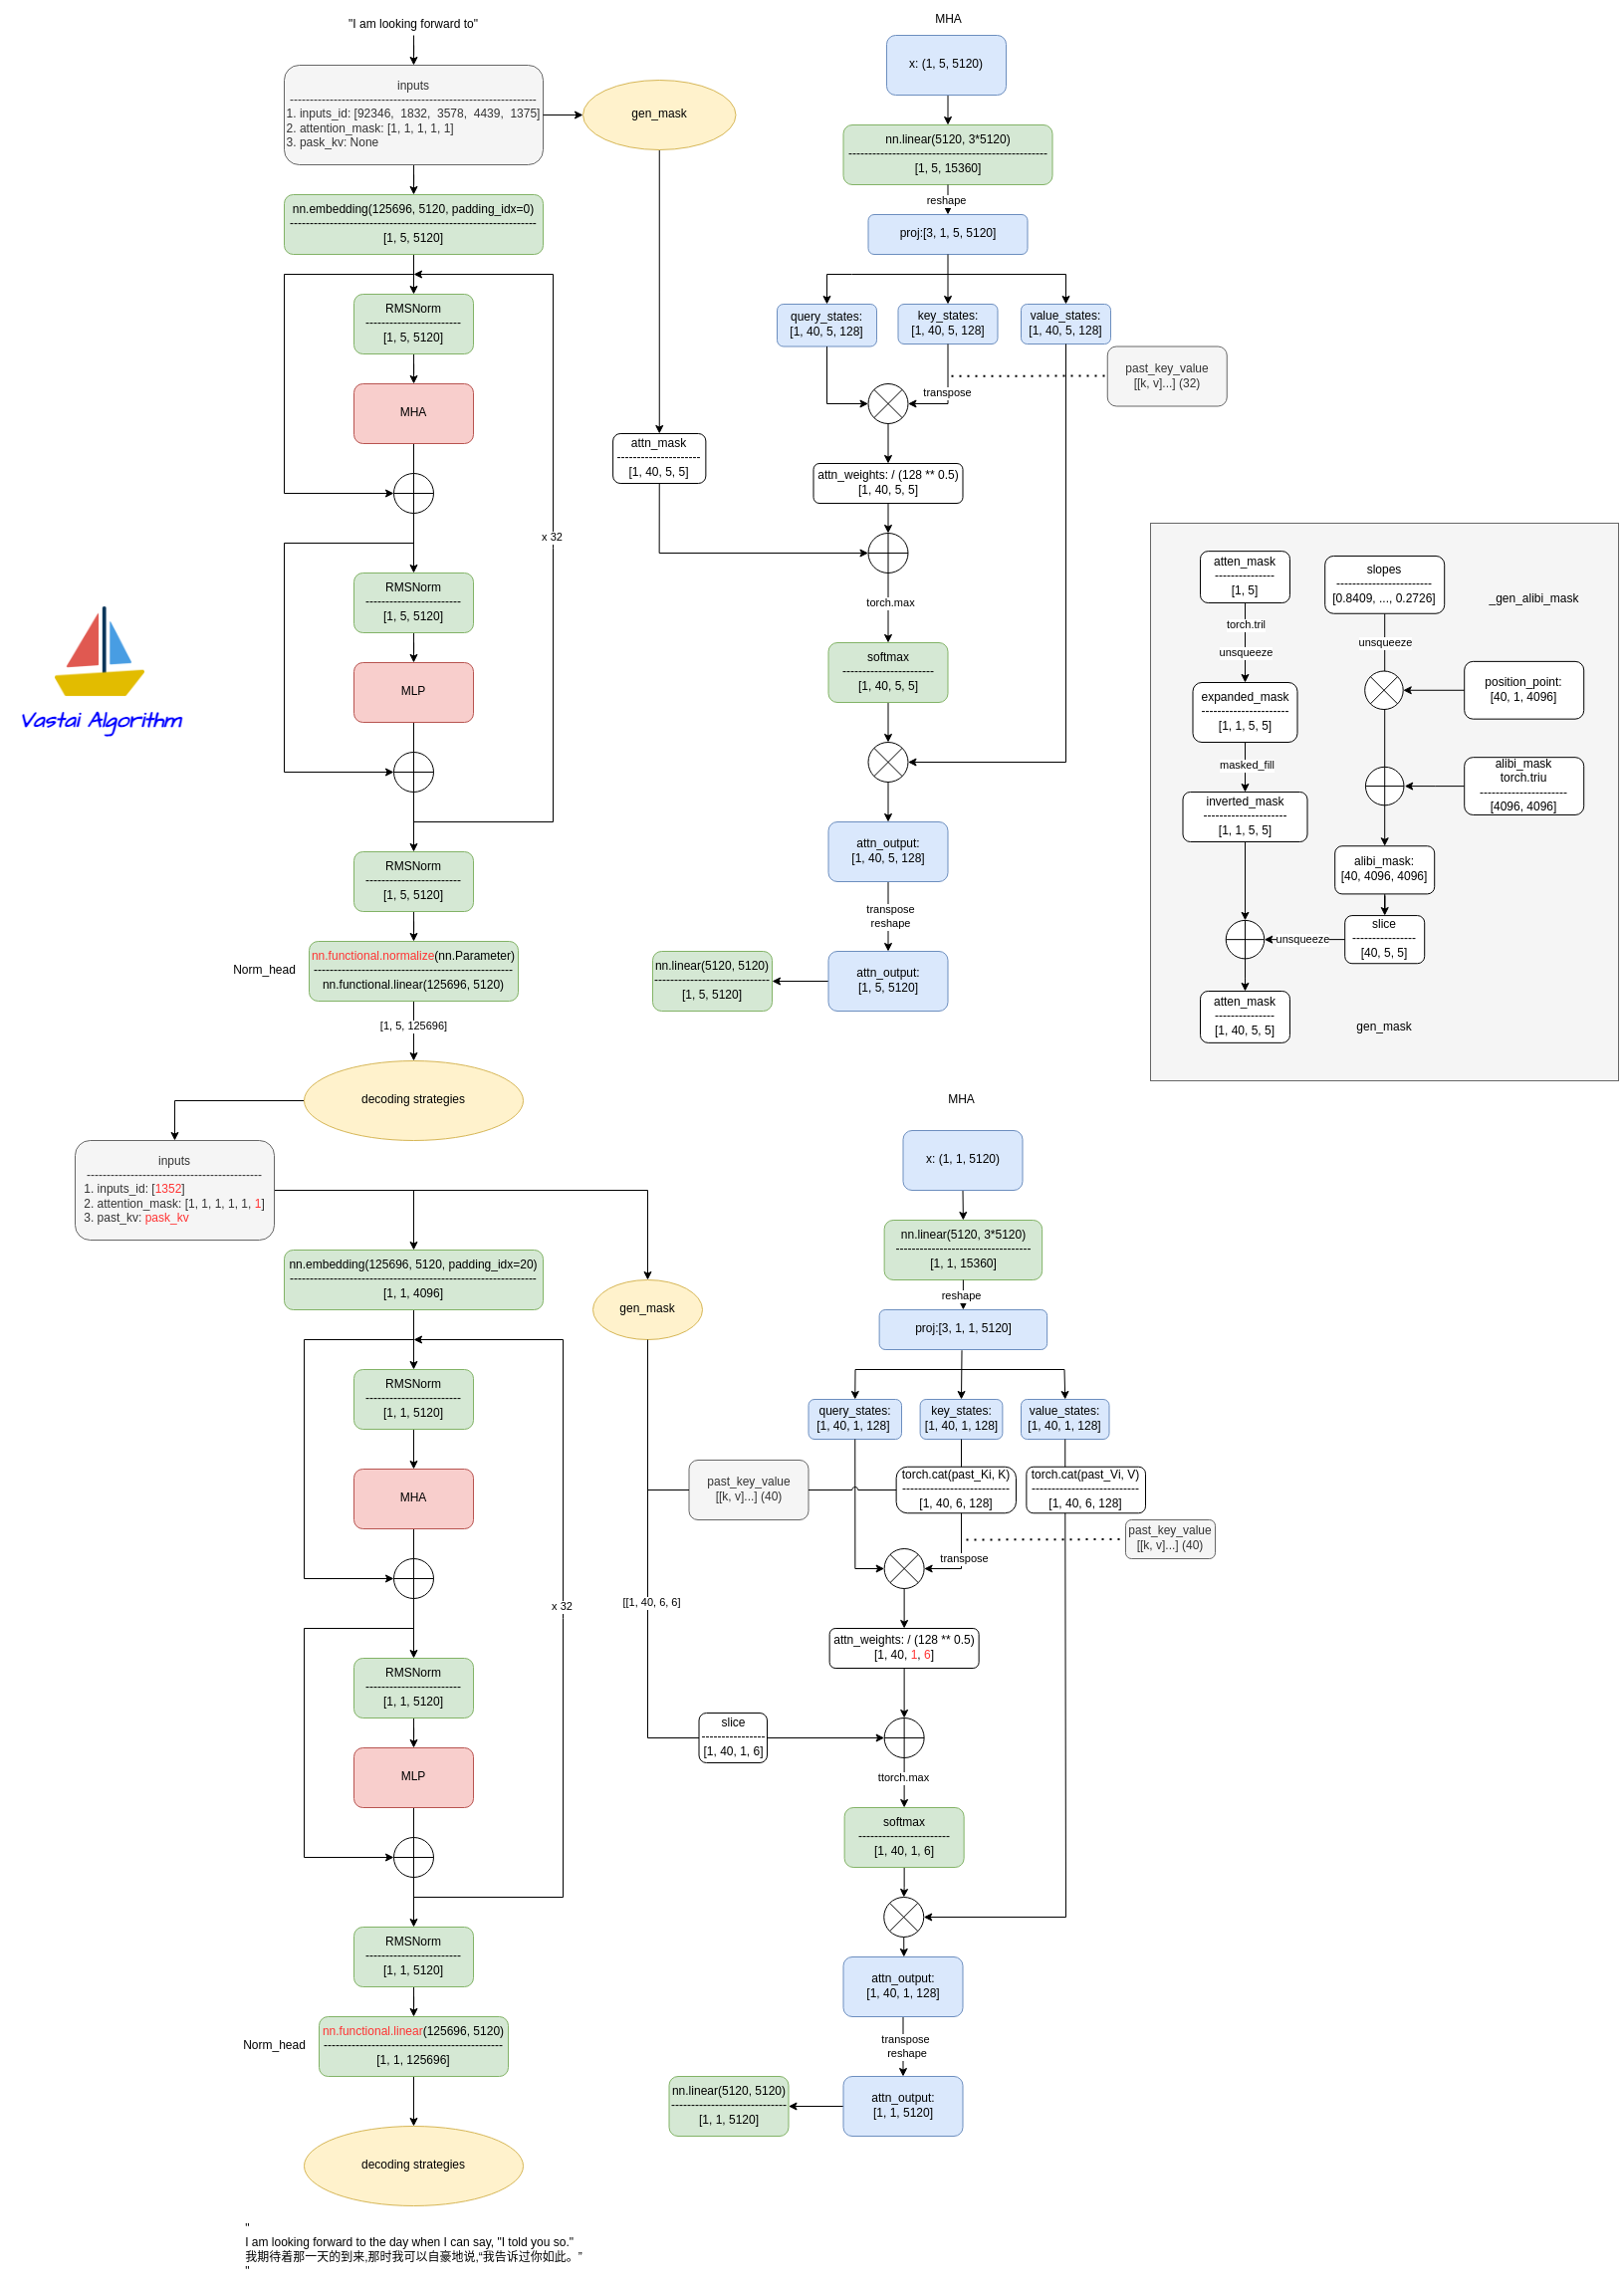 "I am looking forward to"
inputs
--------------------------------------------------------------
1. inputs_id: [92346, 1832, 3578, 4439, 1375]
2. attention_mask: [1, 1, 1, 1, 1]
3. pask_kv: None
gen_mask
nn.embedding(125696, 5120, padding_idx=0)
--------------------------------------------------------------
[1, 5, 5120]
RMSNorm
------------------------
[1, 5, 5120]
MHA
x 32
RMSNorm
------------------------
[1, 5, 5120]
MLP
RMSNorm
------------------------
[1, 5, 5120]
Norm_head
nn.functional.normalize(nn.Parameter)
--------------------------------------------------
nn.functional.linear(125696, 5120)
[1, 5, 125696]
decoding strategies
attn_mask
---------------------
[1, 40, 5, 5]
Vastai Algorithm
MHA
x: (1, 5, 5120)
nn.linear(5120, 3*5120)
--------------------------------------------------
[1, 5, 15360]
reshape
proj:[3, 1, 5, 5120]
query_states:
[1, 40, 5, 128]
key_states:
[1, 40, 5, 128]
value_states:
[1, 40, 5, 128]
past_key_value
[[k, v]...] (32)
transpose
attn_weights: / (128 ** 0.5)
[1, 40, 5, 5]
torch.max
softmax
-----------------------
[1, 40, 5, 5]
attn_output:
[1, 40, 5, 128]
transpose
reshape
attn_output:
[1, 5, 5120]
nn.linear(5120, 5120)
-----------------------------
[1, 5, 5120]
atten_mask
---------------
[1, 5]
torch.tril
unsqueeze
expanded_mask
----------------------
[1, 1, 5, 5]
masked_fill
inverted_mask
---------------------
[1, 1, 5, 5]
atten_mask
---------------
[1, 40, 5, 5]
slopes
------------------------
[0.8409, ..., 0.2726]
_gen_alibi_mask
unsqueeze
position_point:
[40, 1, 4096]
alibi_mask
torch.triu
----------------------
[4096, 4096]
alibi_mask:
[40, 4096, 4096]
slice
----------------
[40, 5, 5]
unsqueeze
gen_mask
inputs
--------------------------------------------
1. inputs_id: [1352]
2. attention_mask: [1, 1, 1, 1, 1, 1]
3. past_kv: pask_kv
nn.embedding(125696, 5120, padding_idx=20)
--------------------------------------------------------------
[1, 1, 4096]
gen_mask
RMSNorm
------------------------
[1, 1, 5120]
MHA
x 32
RMSNorm
------------------------
[1, 1, 5120]
MLP
RMSNorm
------------------------
[1, 1, 5120]
Norm_head
nn.functional.linear(125696, 5120)
---------------------------------------------
[1, 1, 125696]
decoding strategies
MHA
x: (1, 1, 5120)
nn.linear(5120, 3*5120)
----------------------------------
[1, 1, 15360]
reshape
proj:[3, 1, 1, 5120]
query_states:
[1, 40, 1, 128]
key_states:
[1, 40, 1, 128]
value_states:
[1, 40, 1, 128]
past_key_value
[[k, v]...] (40)
torch.cat(past_Ki, K)
---------------------------
[1, 40, 6, 128]
torch.cat(past_Vi, V)
---------------------------
[1, 40, 6, 128]
past_key_value
[[k, v]...] (40)
transpose
[[1, 40, 6, 6]
attn_weights: / (128 ** 0.5)
[1, 40, 1, 6]
slice
----------------
[1, 40, 1, 6]
ttorch.max
softmax
-----------------------
[1, 40, 1, 6]
attn_output:
[1, 40, 1, 128]
transpose
reshape
attn_output:
[1, 1, 5120]
nn.linear(5120, 5120)
-----------------------------
[1, 1, 5120]
"
I am looking forward to the day when I can say, "I told you so."
我期待着那一天的到来,那时我可以自豪地说,“我告诉过你如此。”
"